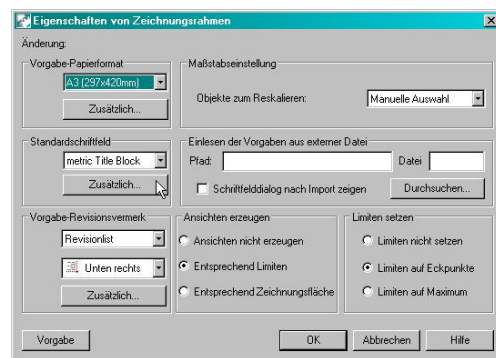 Eigenschaften von Zeichnungsrahmen
Änderung:
Vorgabe-Papierformat
A3 (297x420mm)
Zusätzlich...
Maßstabseinstellung
Objekte zum Reskalieren:
Manuelle Auswahl
Standardschriftfeld
metric Title Block
Zusätzlich...
Einlesen der Vorgaben aus externer Datei
Pfad:
Datei
Schriftfelddialog nach Import zeigen
Durchsuchen...
Vorgabe-Revisionsvermerk
Revisionlist
Unten rechts
Zusätzlich...
Ansichten erzeugen
Ansichten nicht erzeugen
Entsprechend Limiten
Entsprechend Zeichnungsfläche
Limiten setzen
Limiten nicht setzen
Limiten auf Eckpunkte
Limiten auf Maximum
Vorgabe
OK
Abbrechen
Hilfe